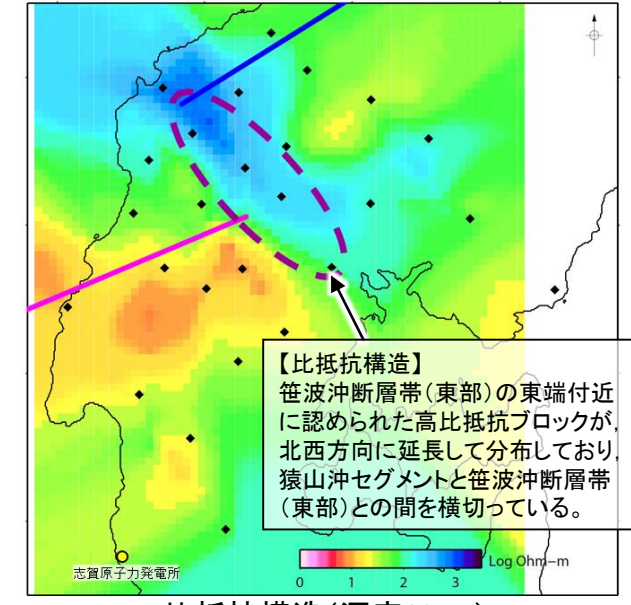 【比抵抗構造】
笹波沖断層帯（東部）の東端付近
に認められた高比抵抗ブロックが，
北西方向に延長して分布しており，
猿山沖セグメントと笹波沖断層帯
（東部）との間を横切っている。
志賀原子力発電所
Log Ohm-m
0 1 2 3